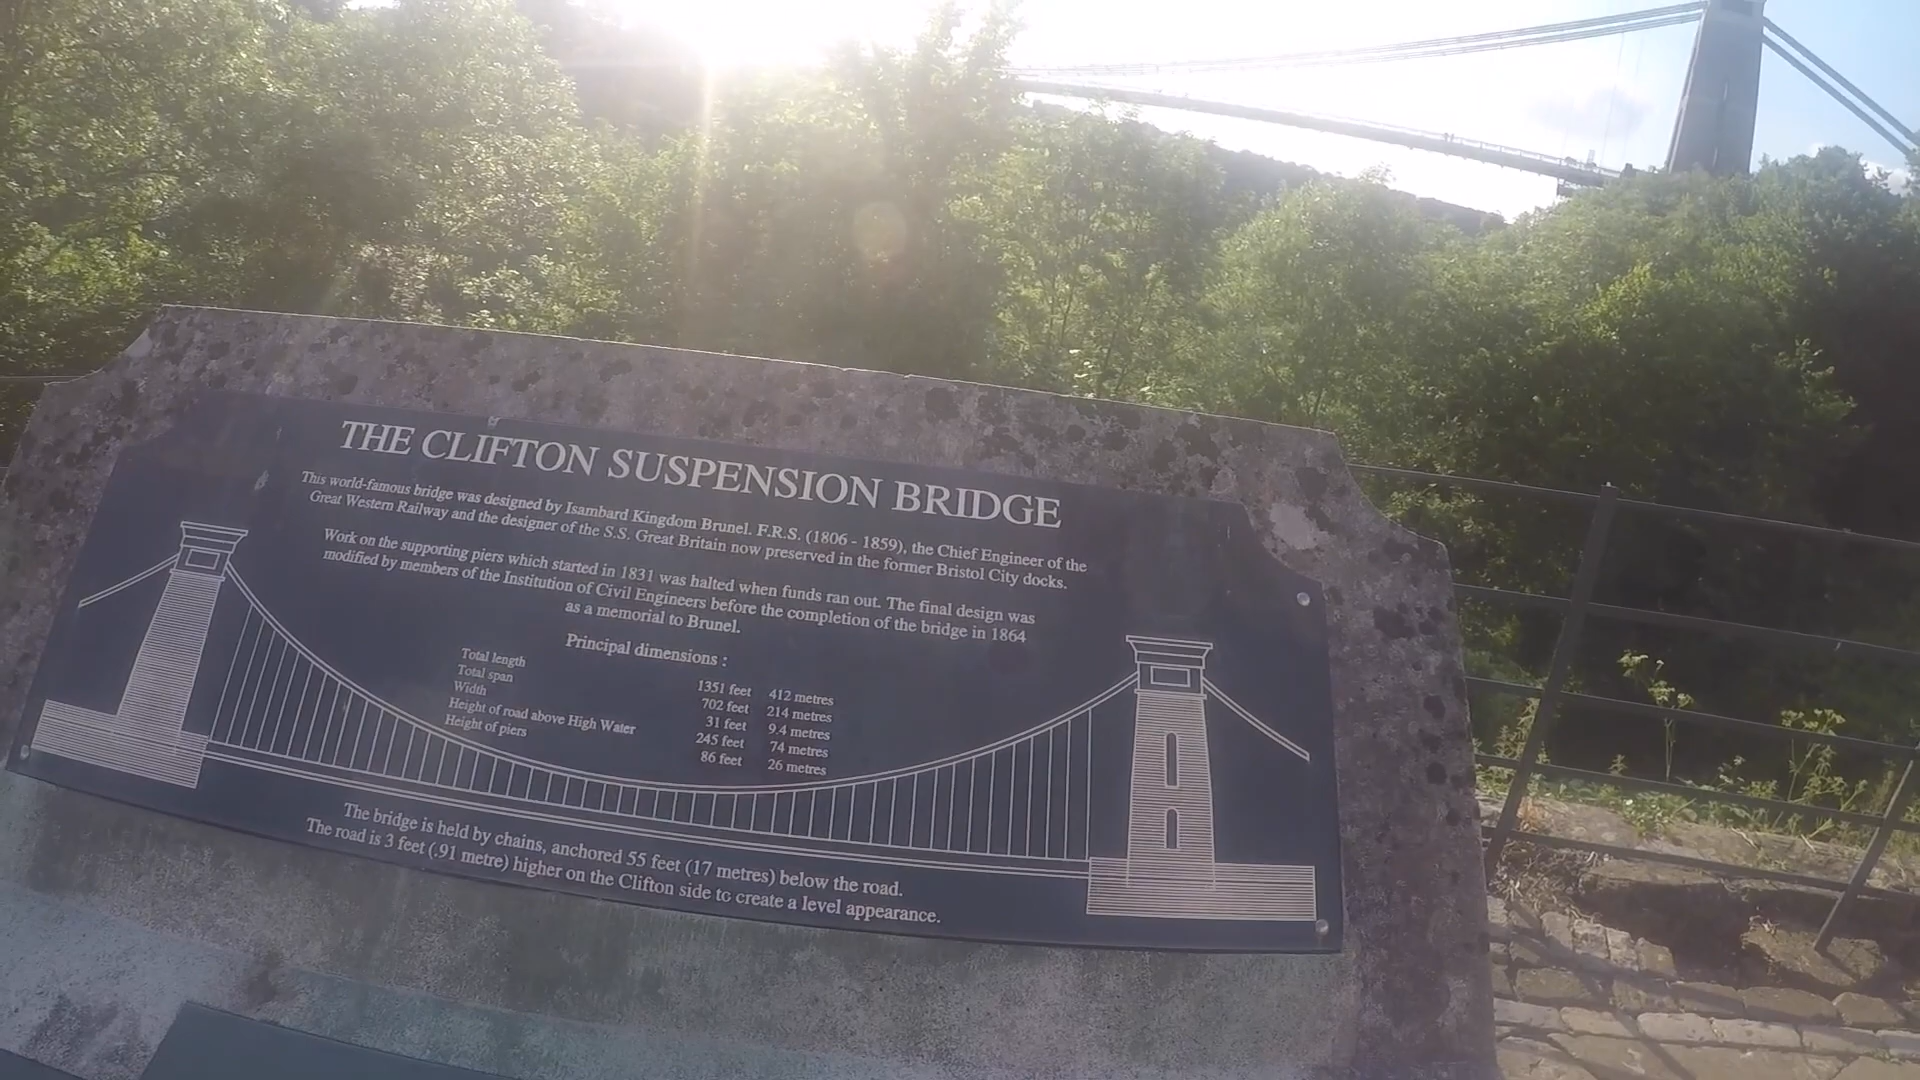 THE CLIFTON SUSPENSION BRIDGE
This world-famous bridge was designed by Isambard Kingdom Brunel. F.R.S. (1806 - 1859), the Chief Engineer of the
Great Western Railway and the designer of the S.S. Great Britain now preserved in the former Bristol City docks.
Work on the supporting piers which started in 1831 was halted when funds ran out. The final design was
modified by members of the Institution of Civil Engineers before the completion of the bridge in 1864
as a memorial to Brunel.
Principal dimensions :
Total length 1351 feet 412 metres
Total span 702 feet 214 metres
Width 31 feet 9.4 metres
Height of road above High Water 245 feet 74 metres
Height of piers 86 feet 26 metres
The bridge is held by chains, anchored 55 feet (17 metres) below the road.
The road is 3 feet (.91 metre) higher on the Clifton side to create a level appearance.